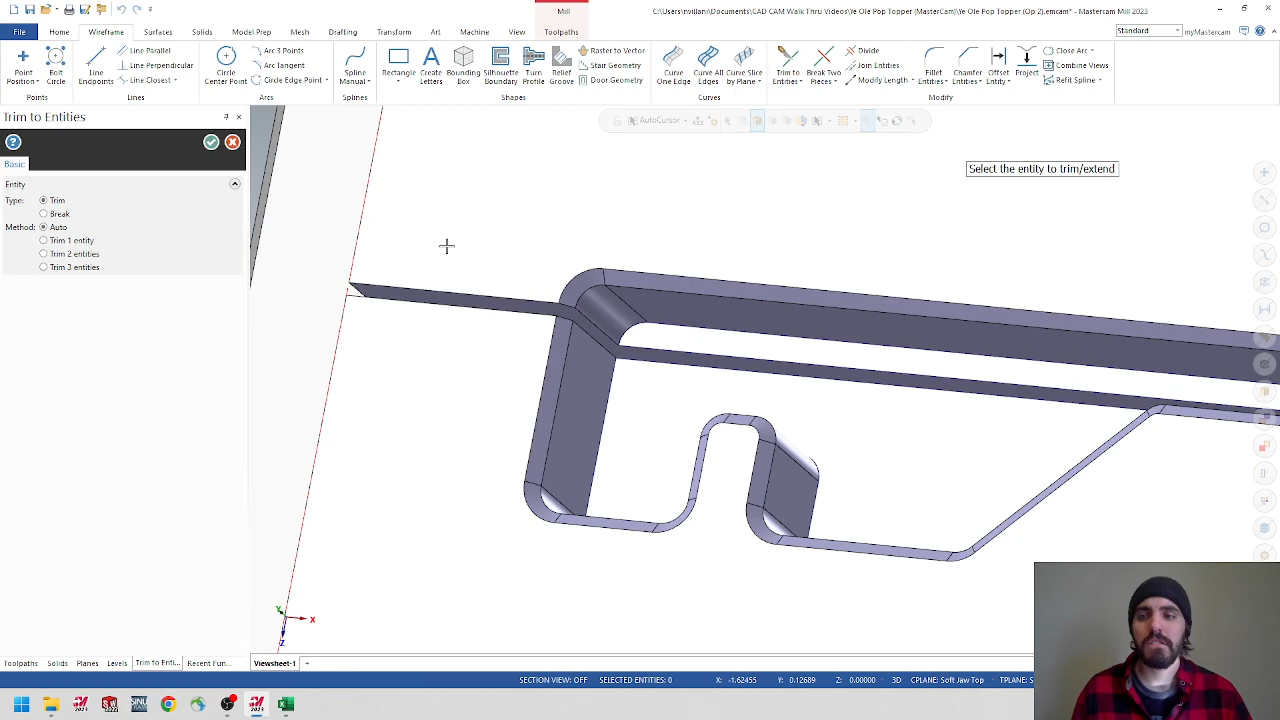 Mill
C:\Users\nvillani\Documents\CAD CAM Walk Thru Videos\Ye Ole Pop Topper (MasterCam)\Ye Ole Pop Topper (Op 2).emcam* - Mastercam Mill 2023
File Home Wireframe Surfaces Solids Model Prep Mesh Drafting Transform Art Machine View Toolpaths
Standard myMastercam
Point Position
Bolt Circle
Line Endpoints
Line Parallel
Line Perpendicular
Line Closest
Circle Center Point
Arc 3 Points
Arc Tangent
Circle Edge Point
Spline Manual
Rectangle
Create Letters
Bounding Box
Silhouette Boundary
Turn Profile
Relief Groove
Raster to Vector
Stair Geometry
Door Geometry
Curve One Edge
Curve All Edges
Curve Slice by Plane
Trim to Entities
Break Two Pieces
Divide
Join Entities
Modify Length
Fillet Entities
Chamfer Entities
Offset Entity
Project
Close Arc
Combine Views
Refit Spline
Points Lines Arcs Splines Shapes Curves Modify
Trim to Entities
Basic
Entity
Type: Trim
Break
Method: Auto
Trim 1 entity
Trim 2 entities
Trim 3 entities
AutoCursor
Select the entity to trim/extend
Y
X
Z
Toolpaths Solids Planes Levels Trim to Enti... Recent Fun...
Viewsheet-1 +
SECTION VIEW: OFF SELECTED ENTITIES: 0 X: -1.62455 Y: 0.12689 Z: 0.00000 3D CPLANE: Soft Jaw Top TPLANE: S
2023
SINU
2023